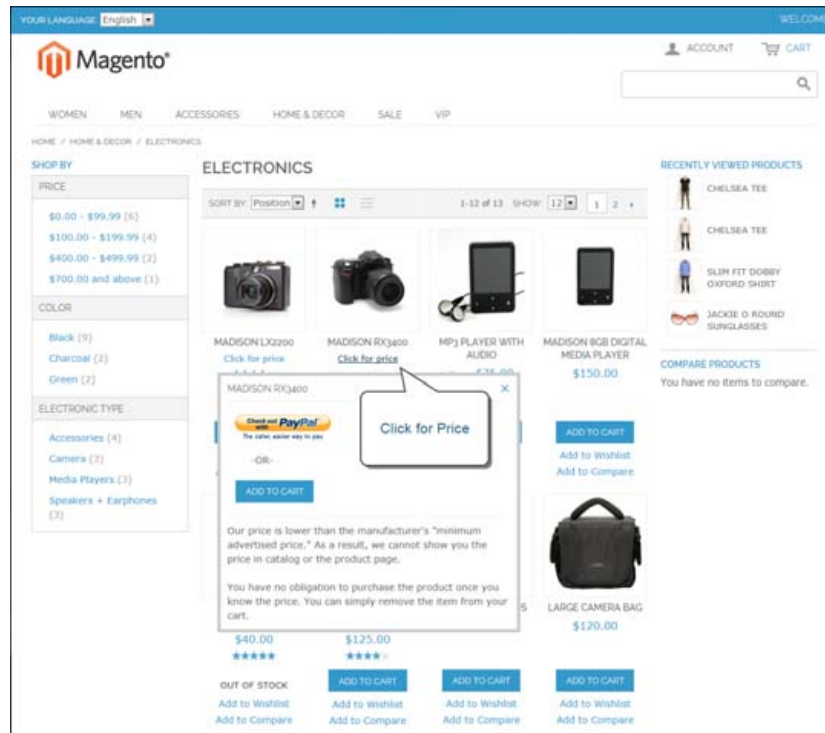 YOUR LANGUAGE: English
WELCOME
Magento®
ACCOUNT
CART
WOMEN MEN ACCESSORIES HOME & DECOR SALE VIP
HOME / HOME & DECOR / ELECTRONICS
SHOP BY
PRICE
$0.00 - $99.99 (6)
$100.00 - $199.99 (4)
$400.00 - $499.99 (2)
$700.00 and above (1)
COLOR
Black (9)
Charcoal (2)
Green (2)
ELECTRONIC TYPE
Accessories (4)
Camera (3)
Media Players (3)
Speakers + Earphones
(3)
ELECTRONICS
SORT BY: Position
1-12 of 13 SHOW: 12 1 2
MADISON LX2200
Click for price
MADISON RX3400
Click for price
MP3 PLAYER WITH
AUDIO
$75.00
MADISON 8GB DIGITAL
MEDIA PLAYER
$150.00
ADD TO CART
Add to Wishlist
Add to Compare
MADISON RX3400
×
Check out
with PayPal
The safer, easier way to pay
-OR-
ADD TO CART
Our price is lower than the manufacturer's "minimum
advertised price." As a result, we cannot show you the
price in catalog or the product page.
You have no obligation to purchase the product once you
know the price. You can simply remove the item from your
cart.
Click for Price
$40.00
OUT OF STOCK
Add to Wishlist
Add to Compare
$125.00
ADD TO CART
Add to Wishlist
Add to Compare
S
ADD TO CART
Add to Wishlist
Add to Compare
LARGE CAMERA BAG
$120.00
ADD TO CART
Add to Wishlist
Add to Compare
RECENTLY VIEWED PRODUCTS
CHELSEA TEE
CHELSEA TEE
SLIM FIT DOBBY
OXFORD SHIRT
JACKIE O ROUND
SUNGLASSES
COMPARE PRODUCTS
You have no items to compare.